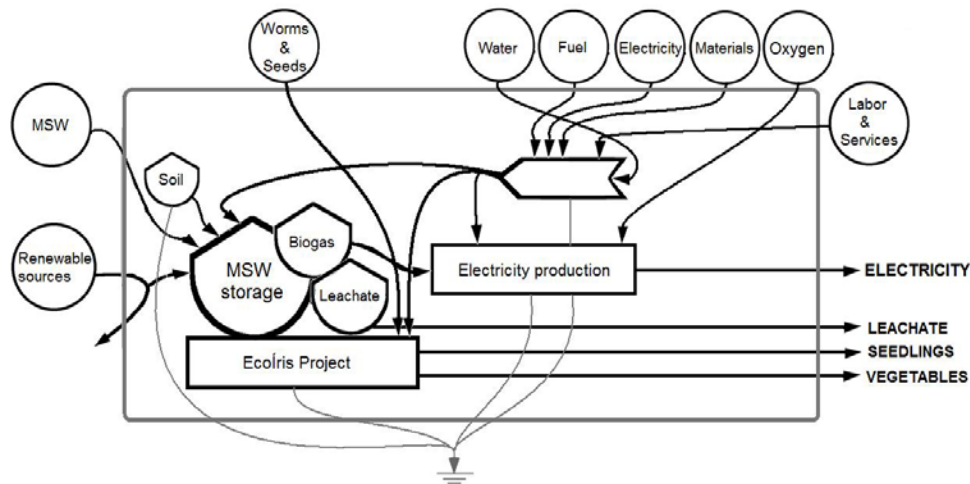 Worms
&
Seeds
Water
Fuel
Electricity
Materials
Oxygen
MSW
Labor
&
Services
Soil
Renewable
sources
Biogas
MSW
storage
Leachate
Electricity production
ELECTRICITY
LEACHATE
EcoÍris Project
SEEDLINGS
VEGETABLES